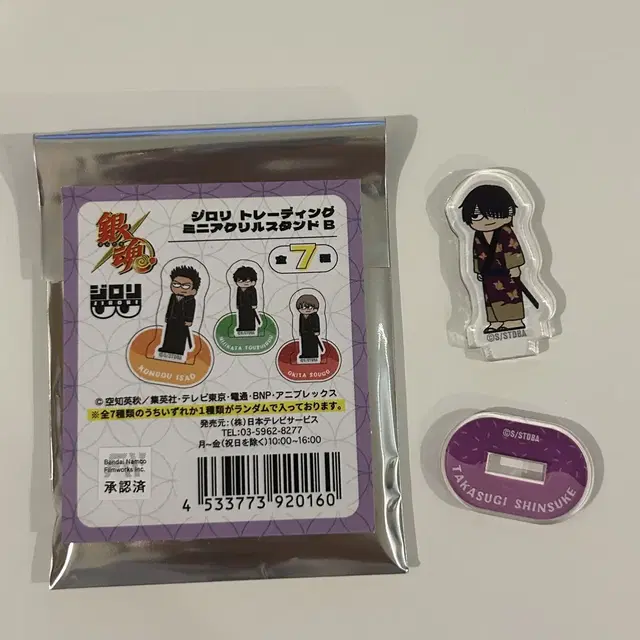 銀魂
ジロリ トレーディング
ミニアクリルスタンド B
全7種
ジロリ
JIRORI
©S/STDBA
KONDOU ISAO
HIJIKATA TOUSHIROU
©S/STDBA
OKITA SOUGO
© 空知英秋／集英社・テレビ東京・電通・BNP・アニプレックス
※全7種類のうちいずれか1種類がランダムで入っております。
発売元:(株)日本テレビサービス
TEL:03-5962-8277
月~金(祝日を除く)10:00~16:00
Bandai Namco
Filmworks Inc.
承認済
4 533773 920160
©S/STDBA
©S/STDBA
TAKASUGI SHINSUKE